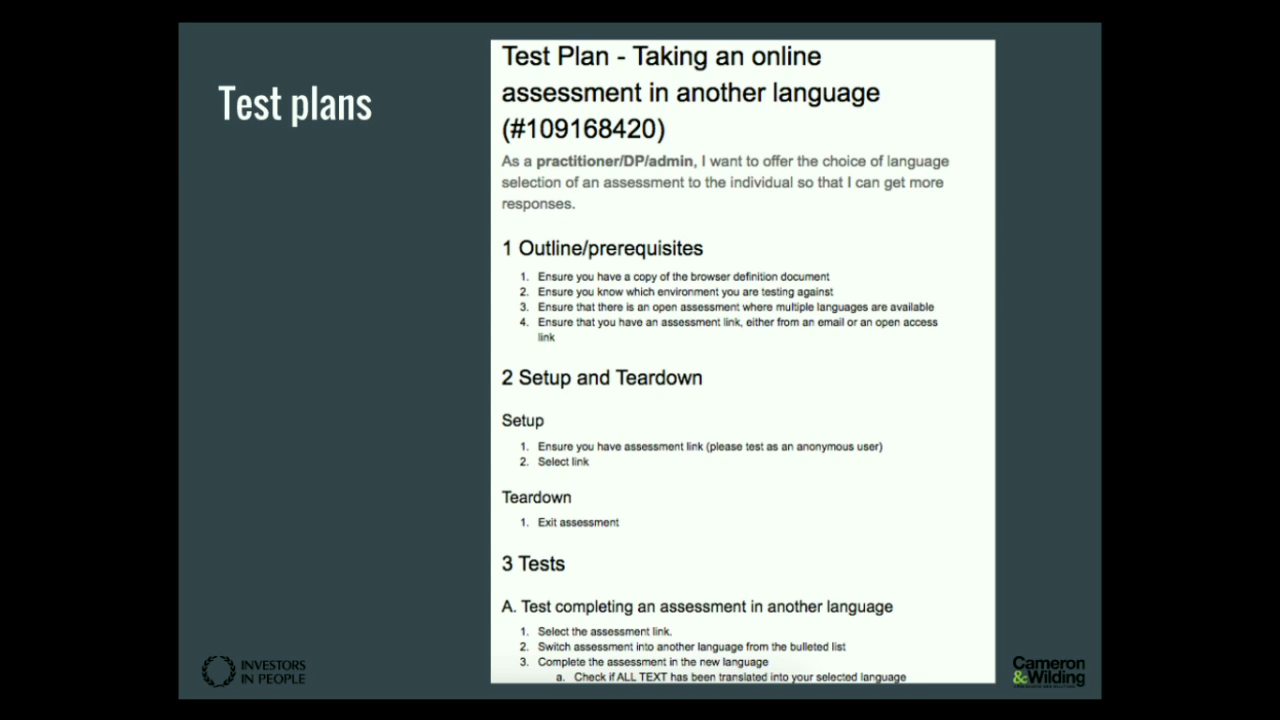 Test plans
Test Plan - Taking an online
assessment in another language
(#109168420)
As a practitioner/DP/admin, I want to offer the choice of language
selection of an assessment to the individual so that I can get more
responses.
1 Outline/prerequisites
1. Ensure you have a copy of the browser definition document
2. Ensure you know which environment you are testing against
3. Ensure that there is an open assessment where multiple languages are available
4. Ensure that you have an assessment link, either from an email or an open access
link
2 Setup and Teardown
Setup
1. Ensure you have assessment link (please test as an anonymous user)
2. Select link
Teardown
1. Exit assessment
3 Tests
A. Test completing an assessment in another language
1. Select the assessment link.
2. Switch assessment into another language from the bulleted list
3. Complete the assessment in the new language
a. Check if ALL TEXT has been translated into your selected language
INVESTORS
IN PEOPLE
Cameron
&Wilding